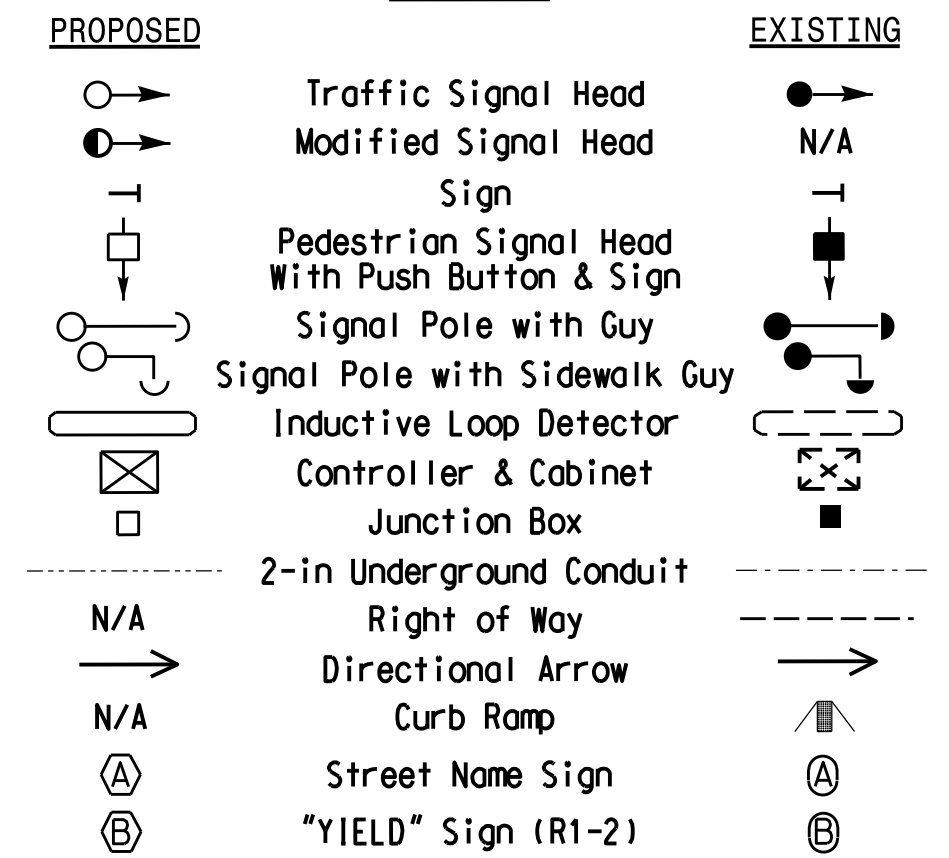 PROPOSED EXISTING
Traffic Signal Head
Modified Signal Head N/A
Sign
Pedestrian Signal Head
With Push Button & Sign
Signal Pole with Guy
Signal Pole with Sidewalk Guy
Inductive Loop Detector
Controller & Cabinet
Junction Box
2-in Underground Conduit
N/A Right of Way
Directional Arrow
N/A Curb Ramp
A Street Name Sign A
B "YIELD" Sign (R1-2) B